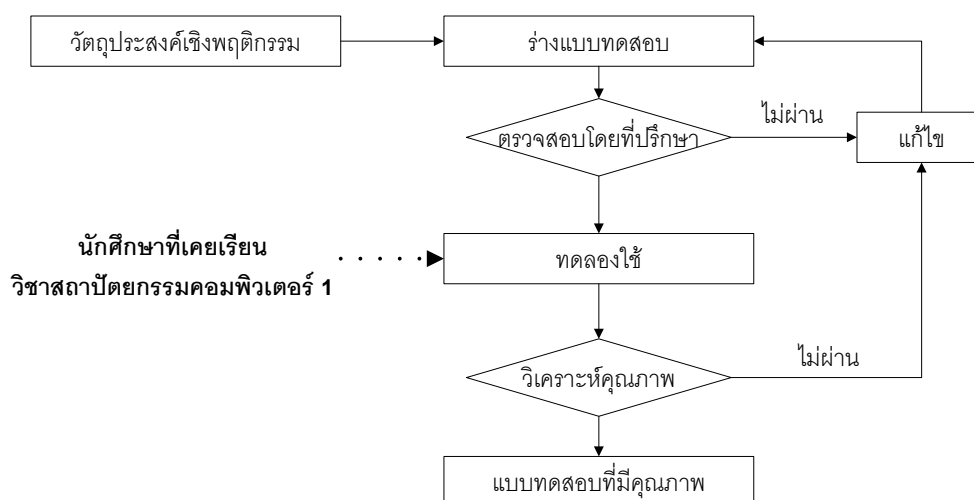 วัตถุประสงค์เชิงพฤติกรรม
ร่างแบบทดสอบ
ไม่ผ่าน
ตรวจสอบโดยที่ปรึกษา
แก้ไข
นักศึกษาที่เคยเรียน
วิชาสถาปัตยกรรมคอมพิวเตอร์ 1
ทดลองใช้
ไม่ผ่าน
วิเคราะห์คุณภาพ
แบบทดสอบที่มีคุณภาพ